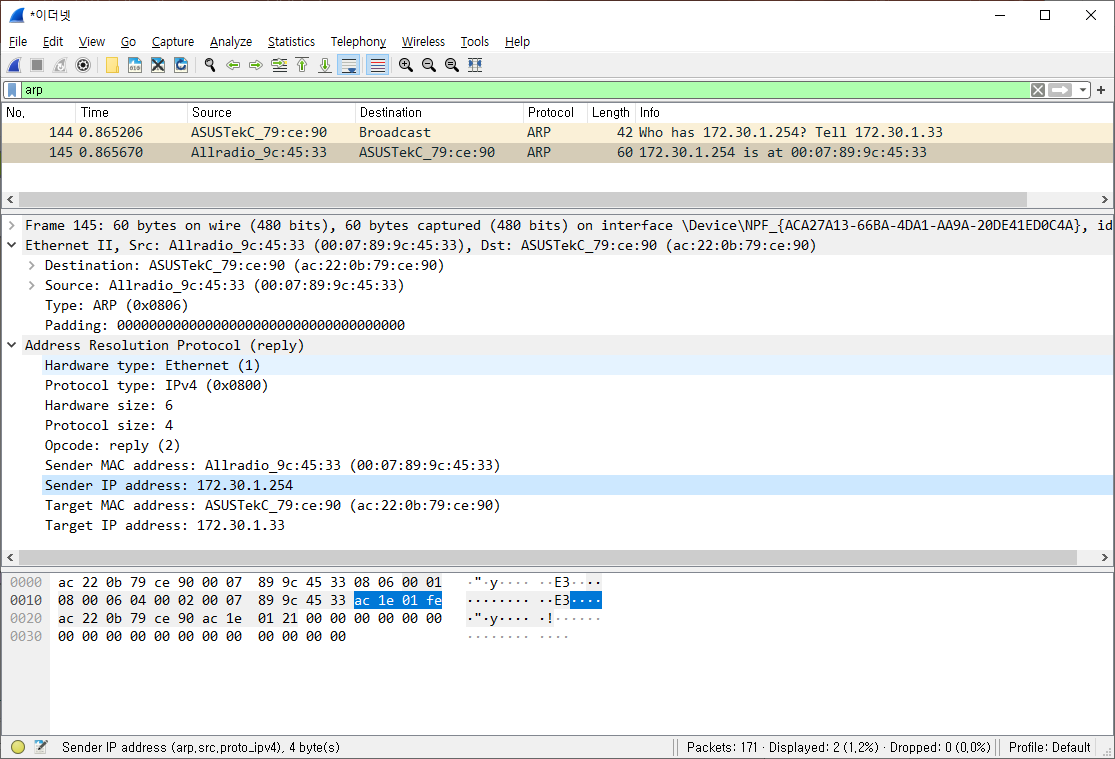 *이더넷
File Edit View Go Capture Analyze Statistics Telephony Wireless Tools Help
arp
No. Time Source Destination Protocol Length Info
144 0.865206 ASUSTekC_79:ce:90 Broadcast ARP 42 Who has 172.30.1.254? Tell 172.30.1.33
145 0.865670 Allradio_9c:45:33 ASUSTekC_79:ce:90 ARP 60 172.30.1.254 is at 00:07:89:9c:45:33
Frame 145: 60 bytes on wire (480 bits), 60 bytes captured (480 bits) on interface \Device\NPF_{ACA27A13-66BA-4DA1-AA9A-20DE41ED0C4A}, id
Ethernet II, Src: Allradio_9c:45:33 (00:07:89:9c:45:33), Dst: ASUSTekC_79:ce:90 (ac:22:0b:79:ce:90)
Destination: ASUSTekC_79:ce:90 (ac:22:0b:79:ce:90)
Source: Allradio_9c:45:33 (00:07:89:9c:45:33)
Type: ARP (0x0806)
Padding: 000000000000000000000000000000000000
Address Resolution Protocol (reply)
Hardware type: Ethernet (1)
Protocol type: IPv4 (0x0800)
Hardware size: 6
Protocol size: 4
Opcode: reply (2)
Sender MAC address: Allradio_9c:45:33 (00:07:89:9c:45:33)
Sender IP address: 172.30.1.254
Target MAC address: ASUSTekC_79:ce:90 (ac:22:0b:79:ce:90)
Target IP address: 172.30.1.33
0000 ac 22 0b 79 ce 90 00 07 89 9c 45 33 08 06 00 01 ·"·y···· ··E3····
0010 08 00 06 04 00 02 00 07 89 9c 45 33 ac 1e 01 fe ········ ··E3····
0020 ac 22 0b 79 ce 90 ac 1e 01 21 00 00 00 00 00 00 ·"·y···· ·!······
0030 00 00 00 00 00 00 00 00 00 00 00 00 ········ ····
Sender IP address (arp.src.proto_ipv4), 4 byte(s) Packets: 171 · Displayed: 2 (1.2%) · Dropped: 0 (0.0%) Profile: Default